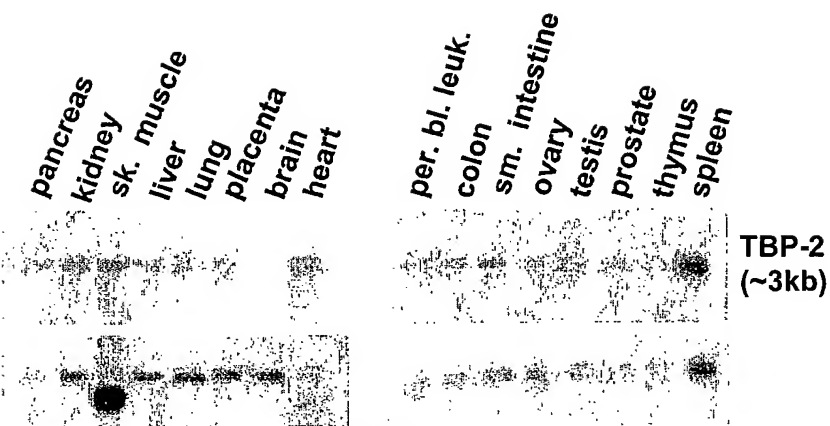 pancreas
kidney
sk. muscle
liver
lung
placenta
brain
heart
per. bl. leuk.
colon
sm. intestine
ovary
testis
prostate
thymus
spleen
TBP-2
(~3kb)